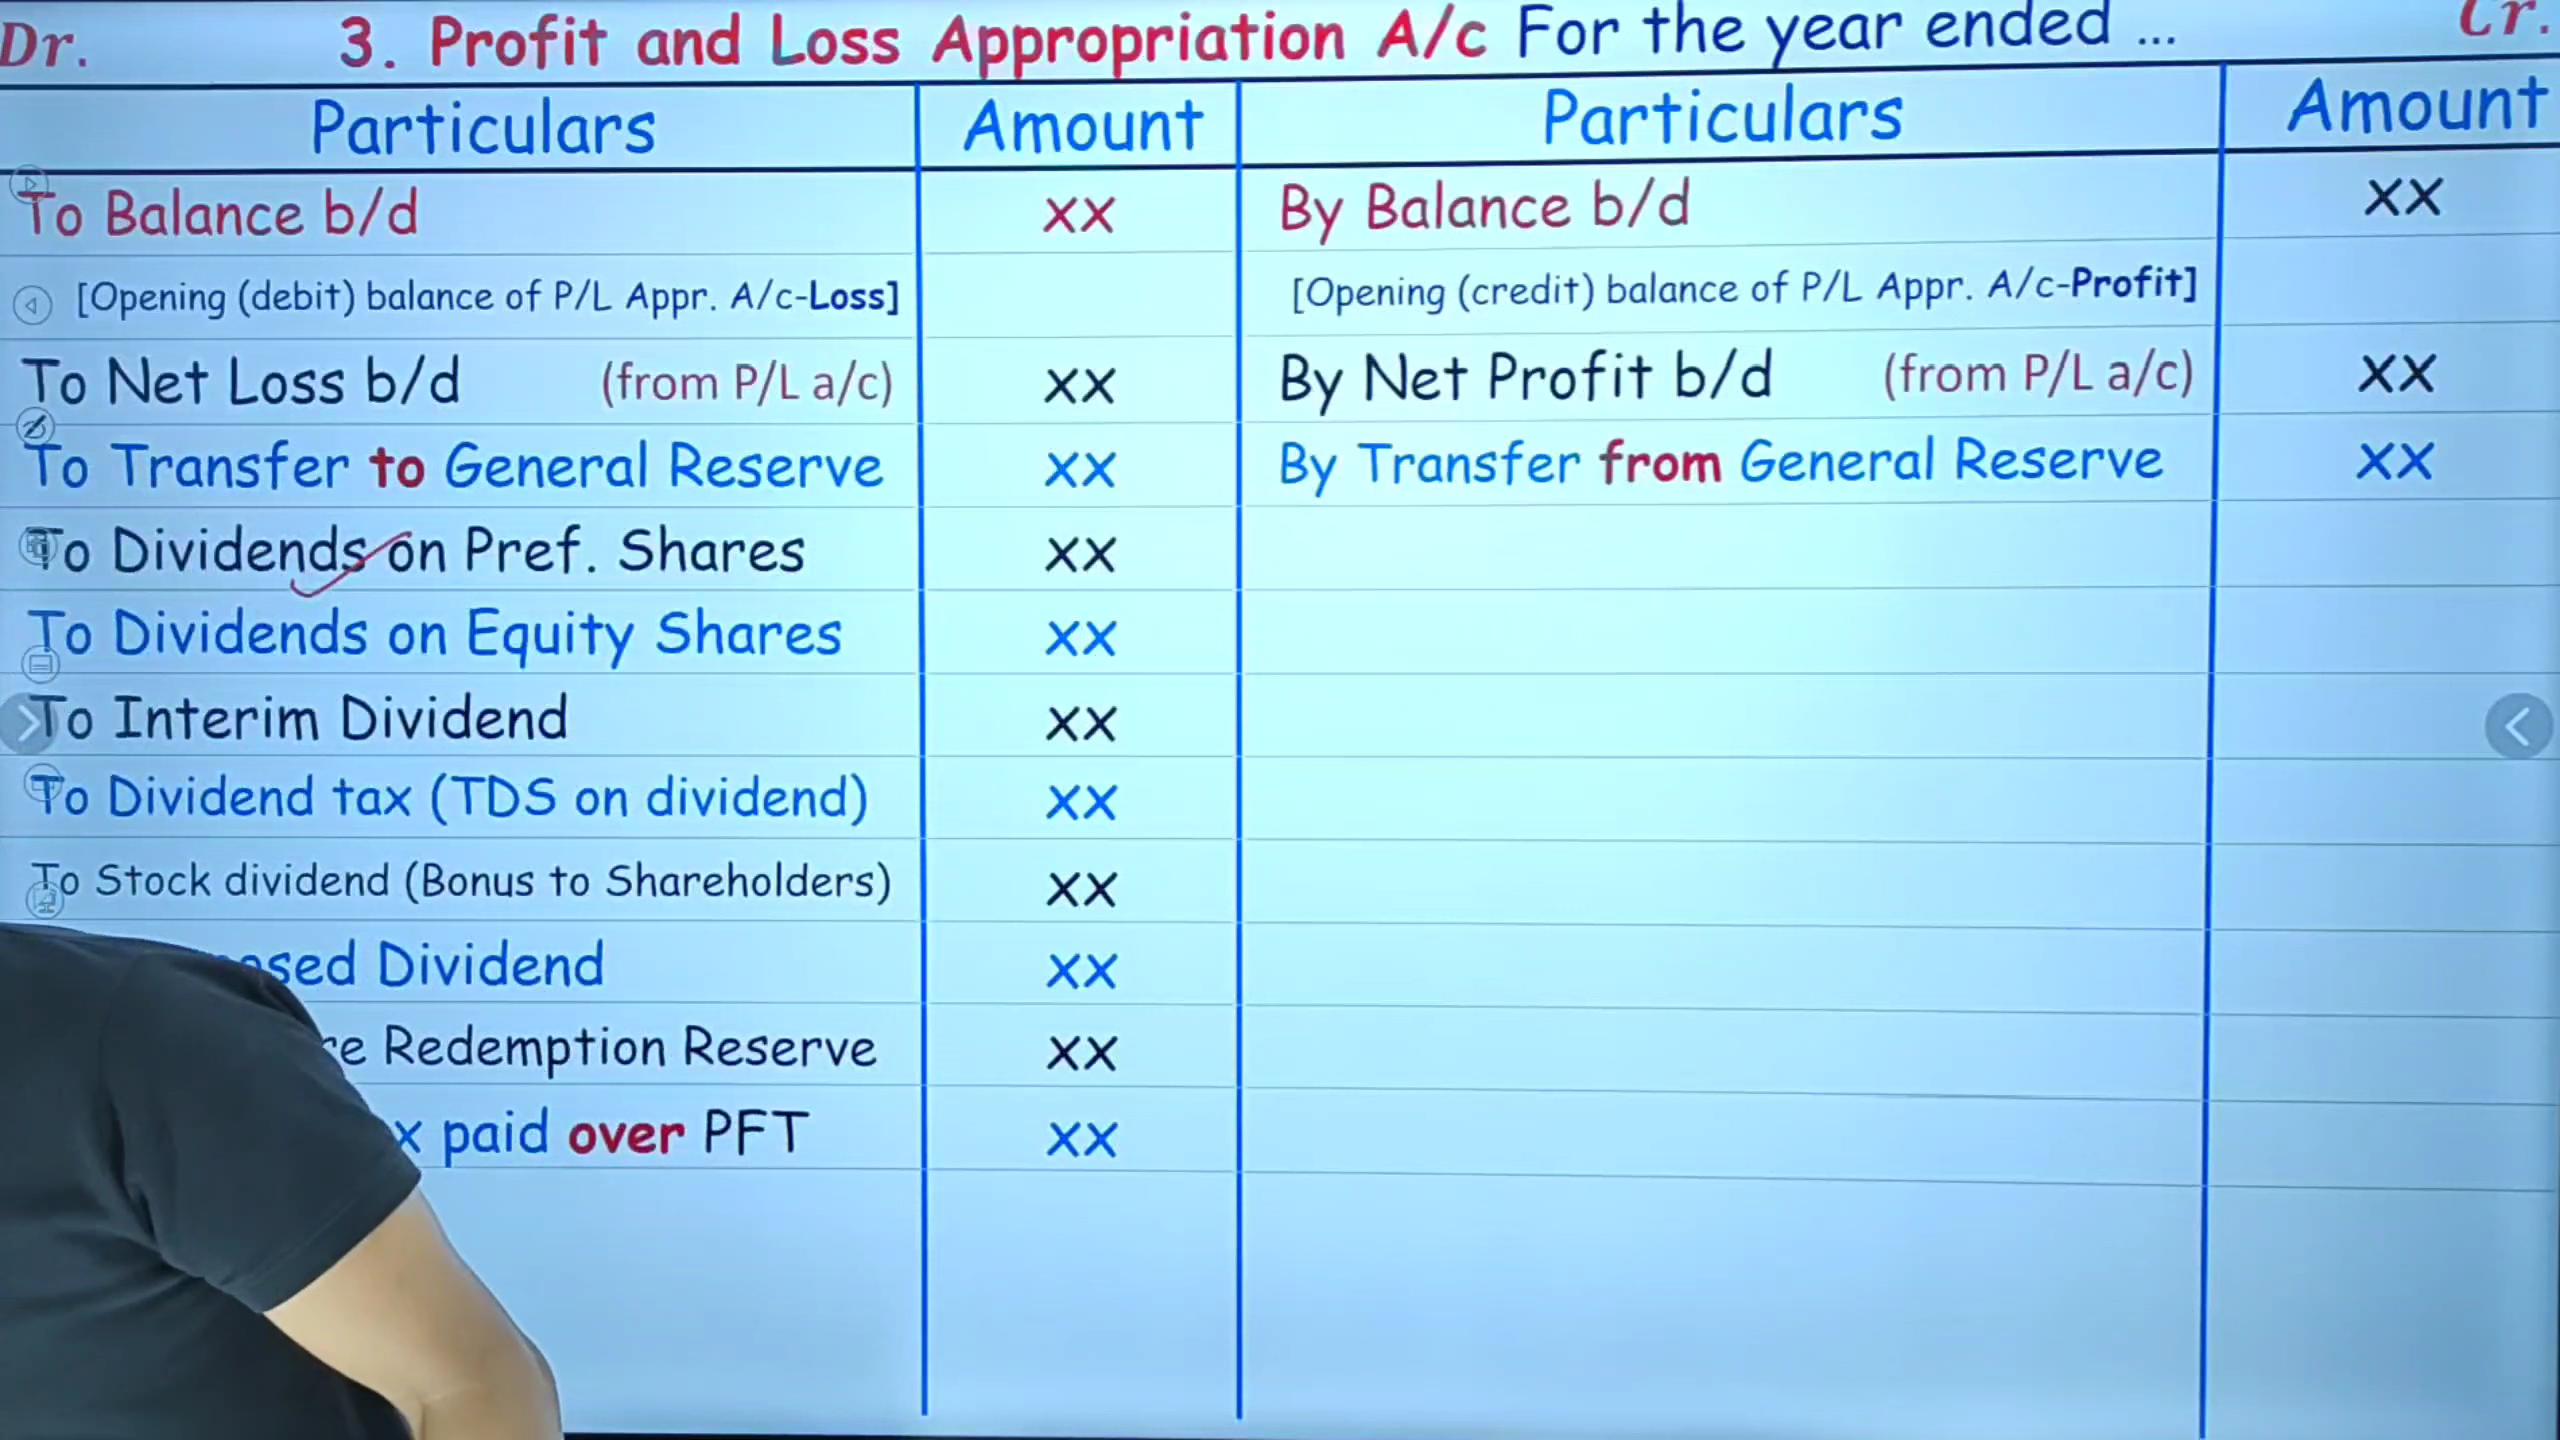 Dr. 3. Profit and Loss Appropriation A/c For the year ended ... Cr.
Particulars Amount Particulars Amount
To Balance b/d xx By Balance b/d xx
[Opening (debit) balance of P/L Appr. A/c-Loss] [Opening (credit) balance of P/L Appr. A/c-Profit]
To Net Loss b/d (from P/L a/c) xx By Net Profit b/d (from P/L a/c) xx
To Transfer to General Reserve xx By Transfer from General Reserve xx
To Dividends on Pref. Shares xx
To Dividends on Equity Shares xx
To Interim Dividend xx
To Dividend tax (TDS on dividend) xx
To Stock dividend (Bonus to Shareholders) xx
Dividend xx
Redemption Reserve xx
paid over PFT xx